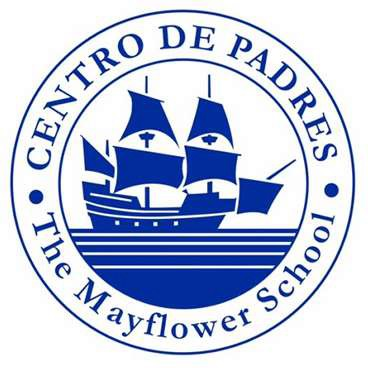 CENTRO DE PADRES
The Mayflower School